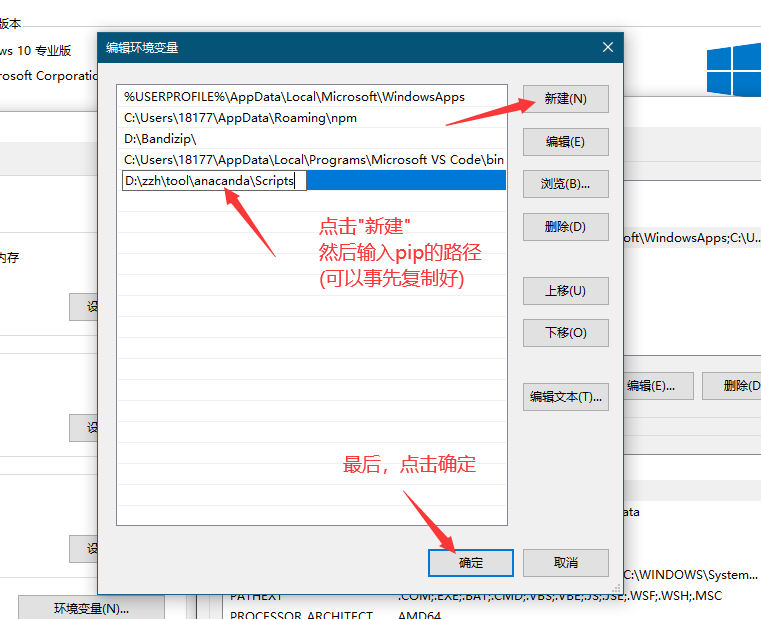 版本
ws 10 专业版
rosoft Corporatio
编辑环境变量
%USERPROFILE%\AppData\Local\Microsoft\WindowsApps
C:\Users\18177\AppData\Roaming\npm
D:\Bandizip\
C:\Users\18177\AppData\Local\Programs\Microsoft VS Code\bin
D:\zzh\tool\anacanda\Scripts
新建(N)
编辑(E)
浏览(B)...
删除(D)
上移(U)
下移(O)
编辑文本(T)...
点击"新建"
然后输入pip的路径
(可以事先复制好)
最后，点击确定
确定
取消
内存
设
设
设
环境变量(N)...
oft\WindowsApps;C:\U...
编辑(E)...
删除(D
ata
C:\WINDOWS\System...
PATHEXT
.COM;.EXE;.BAT;.CMD;.VBS;.VBE;.JS;.JSE;.WSF;.WSH;.MSC
PROCESSOR_ARCHITECT
AMD64